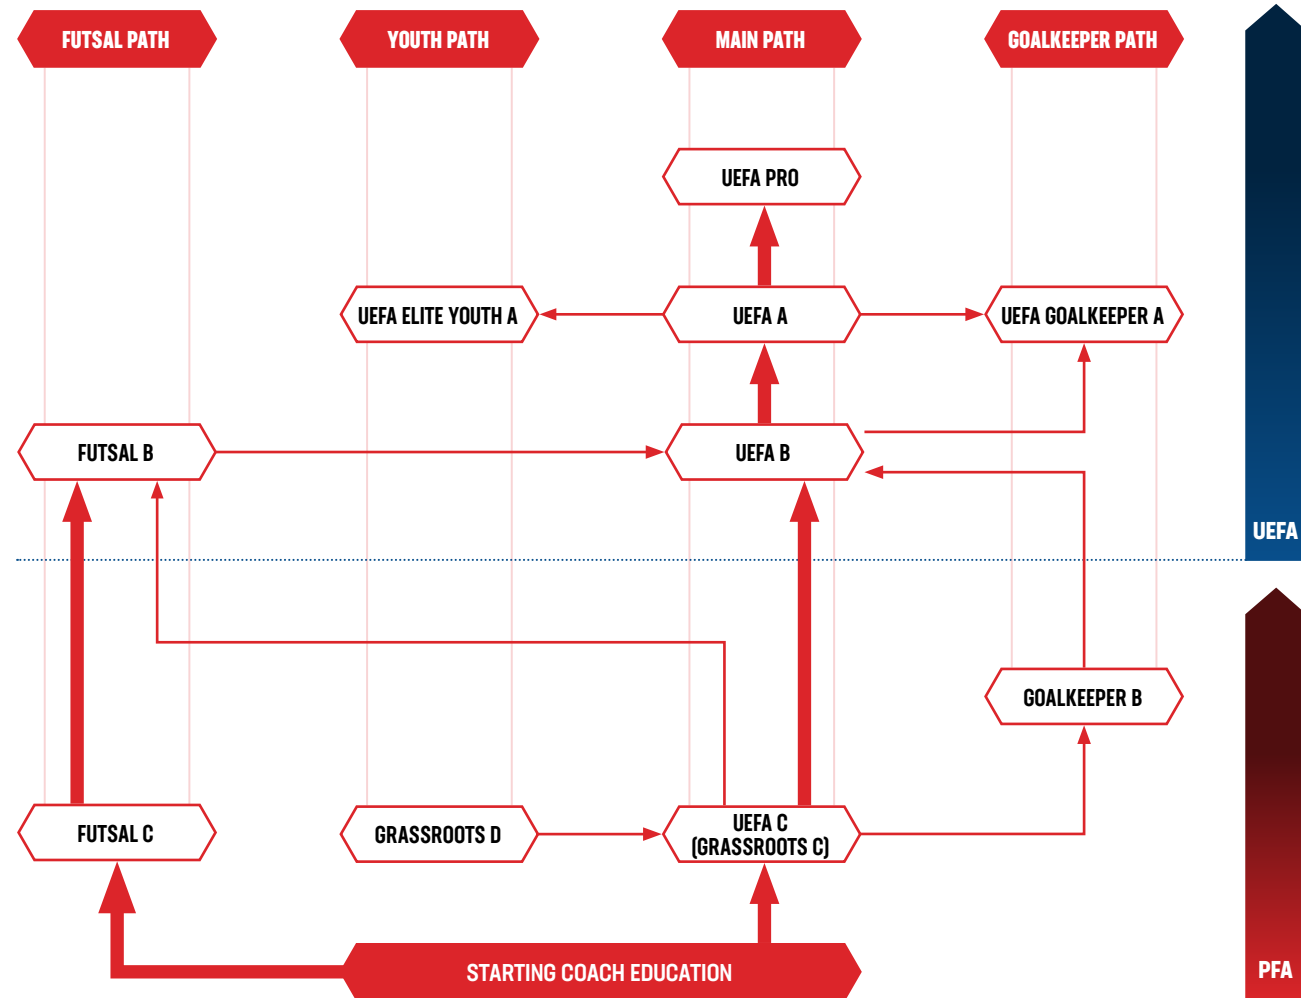 FUTSAL PATH
YOUTH PATH
MAIN PATH
GOALKEEPER PATH
UEFA PRO
UEFA ELITE YOUTH A
UEFA A
UEFA GOALKEEPER A
FUTSAL B
UEFA B
UEFA
GOALKEEPER B
FUTSAL C
GRASSROOTS D
UEFA C
(GRASSROOTS C)
STARTING COACH EDUCATION
PFA